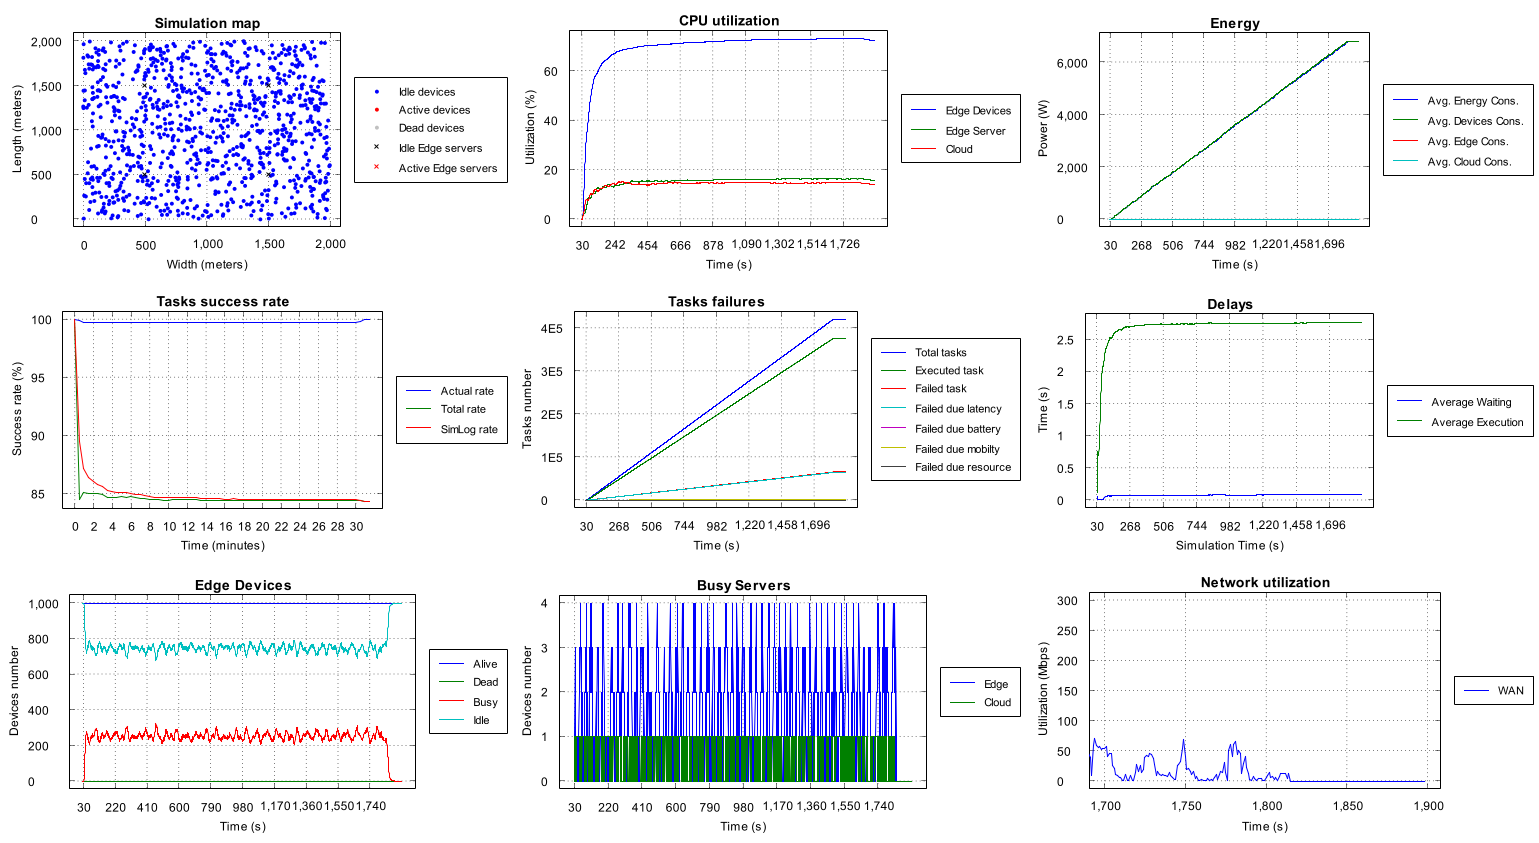 Simulation map
2,000
1,500
1,000
500
0
Length (meters)
0
500
1,000
1,500
2,000
Width (meters)
Idle devices
Active devices
Dead devices
Idle Edge servers
Active Edge servers
CPU utilization
60
40
20
0
Utilization (%)
30
242
454
666
878
1,090
1,302
1,514
1,726
Time (s)
Edge Devices
Edge Server
Cloud
Energy
6,000
4,000
2,000
0
Power (W)
30
268
506
744
982
1,220
1,458
1,696
Time (s)
Avg. Energy Cons.
Avg. Devices Cons.
Avg. Edge Cons.
Avg. Cloud Cons.
Tasks success rate
100
95
90
85
Success rate (%)
0
2
4
6
8
10
12
14
16
18
20
22
24
26
28
30
Time (minutes)
Actual rate
Total rate
SimLog rate
Tasks failures
4E5
3E5
2E5
1E5
0
Tasks number
30
268
506
744
982
1,220
1,458
1,696
Time (s)
Total tasks
Executed task
Failed task
Failed due latency
Failed due battery
Failed due mobilty
Failed due resource
Delays
2.5
2
1.5
1
0.5
0
Time (s)
30
268
506
744
982
1,220
1,458
1,696
Simulation Time (s)
Average Waiting
Average Execution
Edge Devices
1,000
800
600
400
200
0
Devices number
30
220
410
600
790
980
1,170
1,360
1,550
1,740
Time (s)
Alive
Dead
Busy
Idle
Busy Servers
4
3
2
1
0
Devices number
30
220
410
600
790
980
1,170
1,360
1,550
1,740
Time (s)
Edge
Cloud
Network utilization
300
250
200
150
100
50
0
Utilization (Mbps)
1,700
1,750
1,800
1,850
1,900
Time (s)
WAN